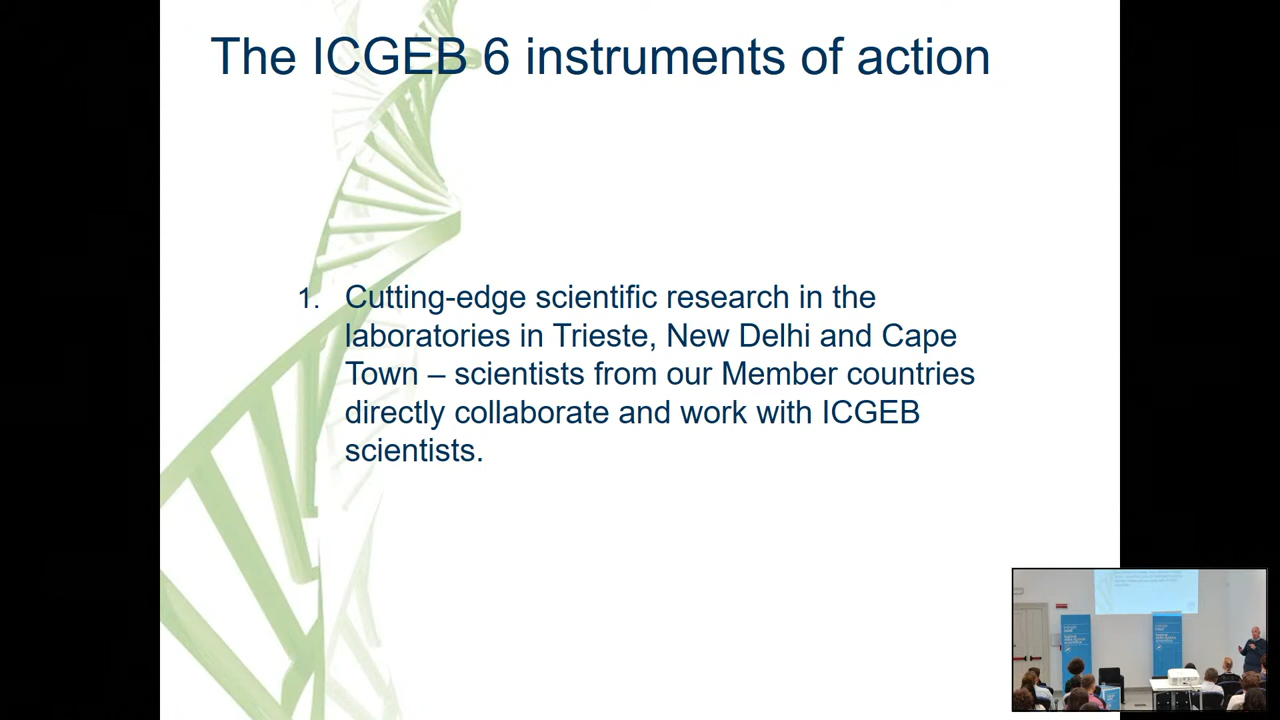 The ICGEB 6 instruments of action
1. Cutting-edge scientific research in the
laboratories in Trieste, New Delhi and Cape
Town – scientists from our Member countries
directly collaborate and work with ICGEB
scientists.